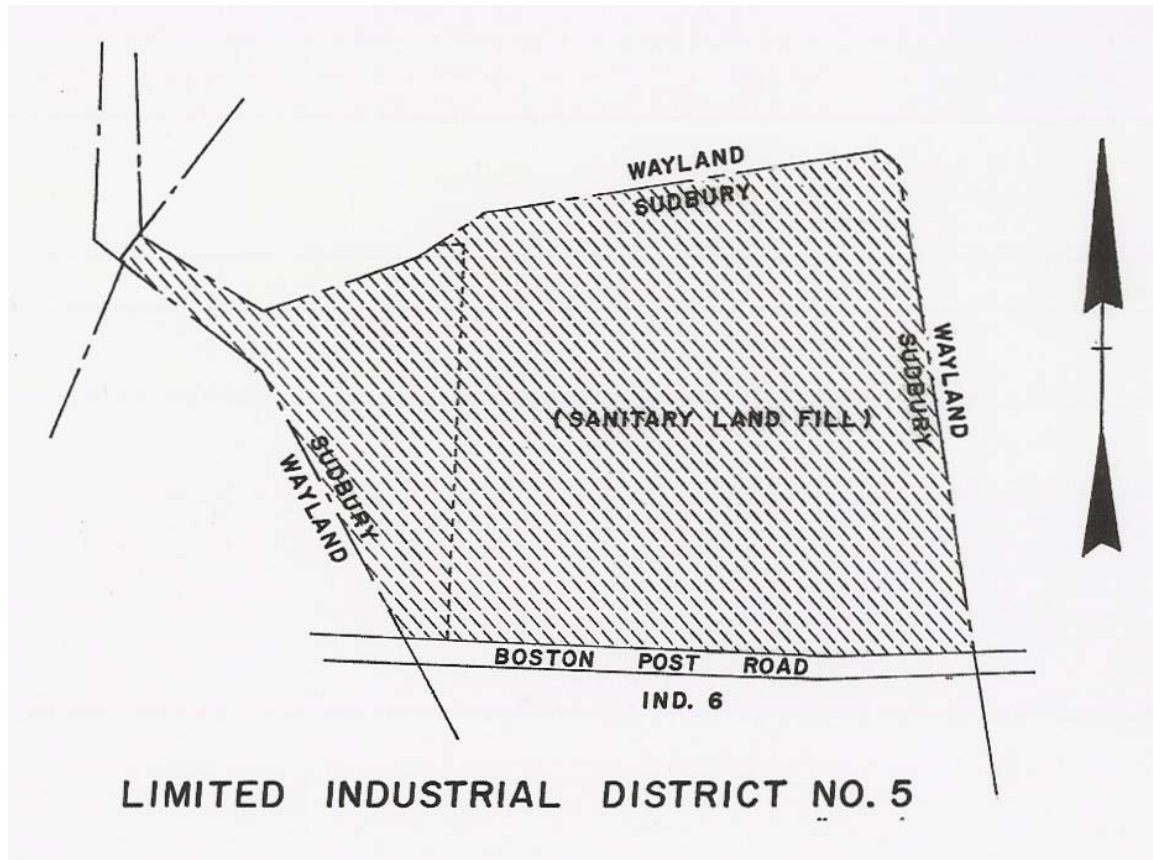 WAYLAND
SUDBURY
WAYLAND
SUDBURY
(SANITARY LAND FILL)
SUDBURY
WAYLAND
BOSTON POST ROAD
IND. 6
LIMITED INDUSTRIAL DISTRICT NO. 5